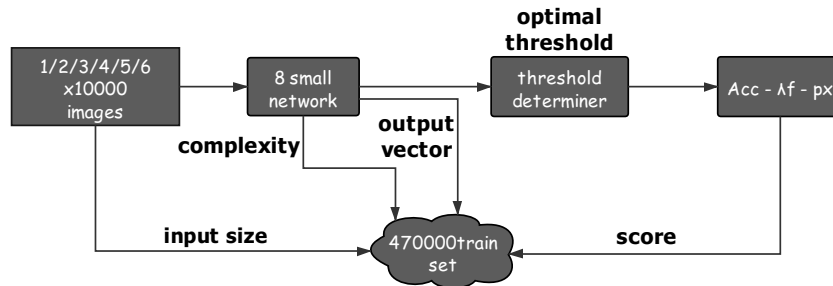 optimal
threshold
1/2/3/4/5/6
x10000
images
8 small
network
threshold
determiner
Acc - λf - px
complexity
output
vector
input size
470000train
set
score